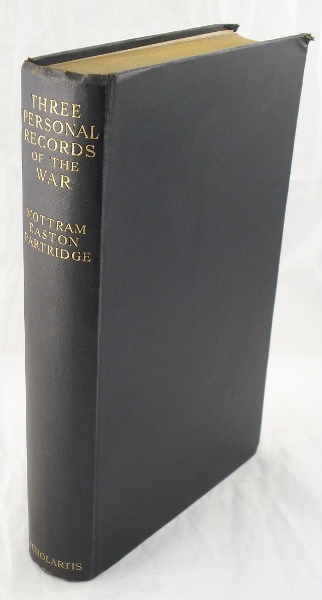 THREE
PERSONAL
RECORDS
OF THE
WAR
MOTTRAM
EASTON
PARTRIDGE
SCHOLARTIS